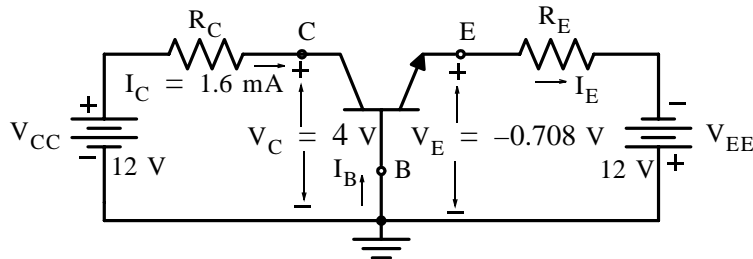 R_C C E R_E
I_C = 1.6 mA + + I_E
+ −
V_CC V_C = 4 V V_E = –0.708 V V_EE
− 12 V I_B B 12 V +
− −